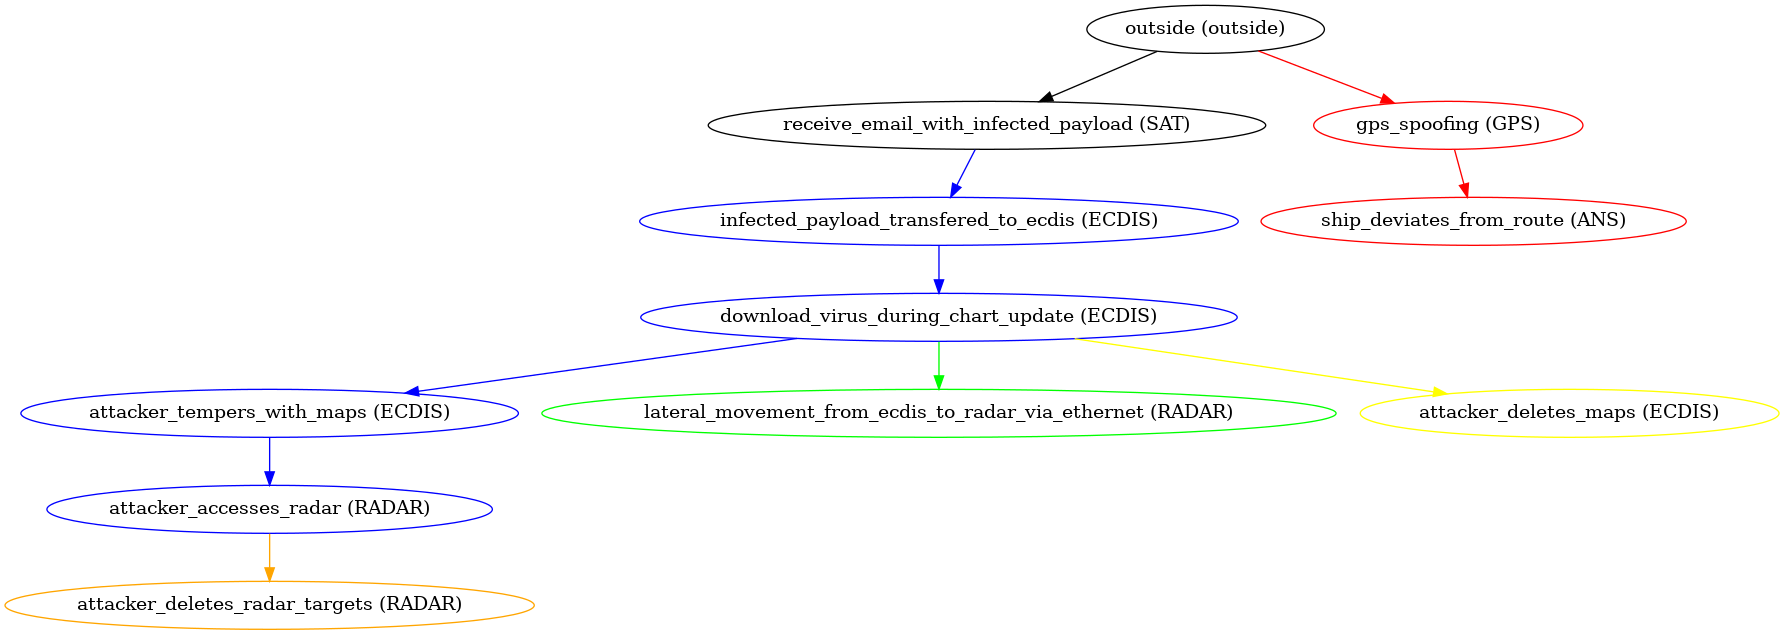 outside (outside)
receive_email_with_infected_payload (SAT)
gps_spoofing (GPS)
infected_payload_transfered_to_ecdis (ECDIS)
ship_deviates_from_route (ANS)
download_virus_during_chart_update (ECDIS)
attacker_tempers_with_maps (ECDIS)
lateral_movement_from_ecdis_to_radar_via_ethernet (RADAR)
attacker_deletes_maps (ECDIS)
attacker_accesses_radar (RADAR)
attacker_deletes_radar_targets (RADAR)